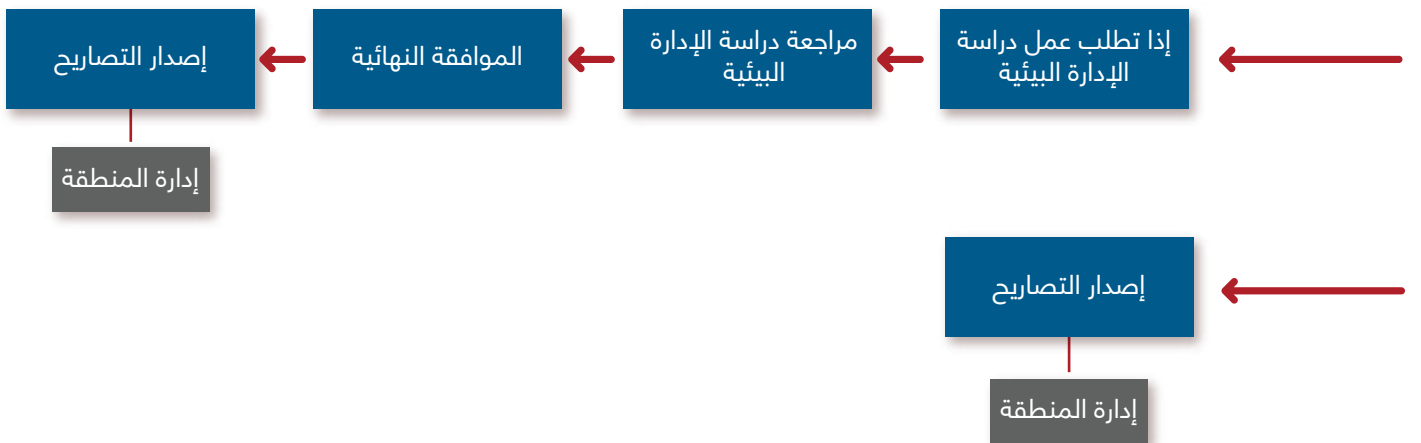 إذا تطلب عمل دراسة
الإدارة البيئية
مراجعة دراسة الإدارة
البيئية
الموافقة النهائية
إصدار التصاريح
إدارة المنطقة
إصدار التصاريح
إدارة المنطقة